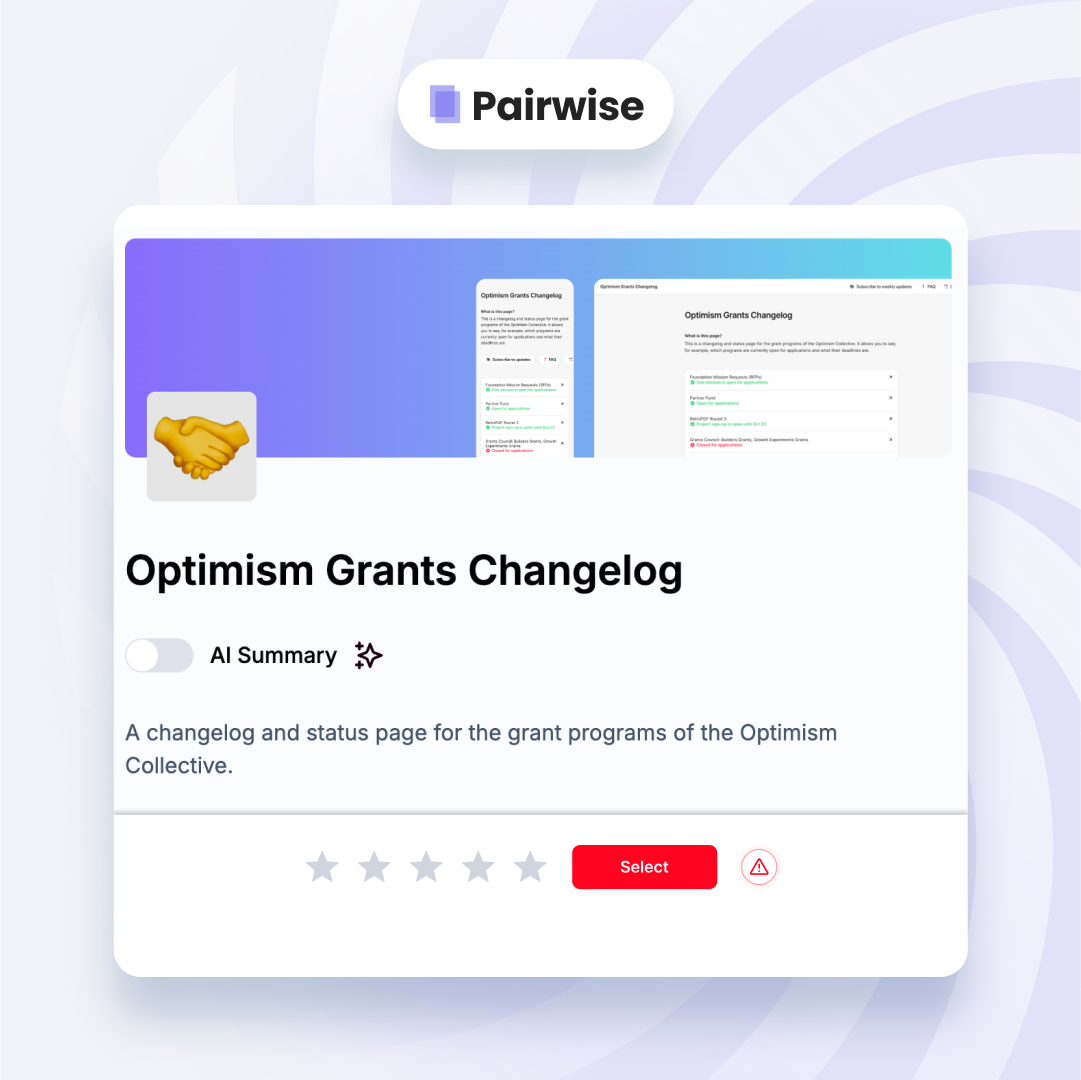 Pairwise
Optimism Grants Changelog
What is this page?
This is a changelog and status page for the grant
programs of the Optimism Collective. It allows
you to see, for example, which programs are
currently open for applications and what their
deadlines are.
Subscribe to updates
FAQ
Foundation Mission Requests (RFPs)
One mission is open for applications
Partner Fund
Open for applications
RetroPGF Round 3
Project sign-up is open until Oct 23
Grants Council: Builders Grants, Growth
Experiments Grants
Closed for applications
Optimism Grants Changelog
Subscribe to weekly updates
FAQ
Optimism Grants Changelog
What is this page?
This is a changelog and status page for the grant programs of the Optimism Collective. It allows you to see,
for example, which programs are currently open for applications and what their deadlines are.
Foundation Mission Requests (RFPs)
One mission is open for applications
Partner Fund
Open for applications
RetroPGF Round 3
Project sign-up is open until Oct 23
Grants Council: Builders Grants, Growth Experiments Grants
Closed for applications
Optimism Grants Changelog
AI Summary
A changelog and status page for the grant programs of the Optimism
Collective.
Select